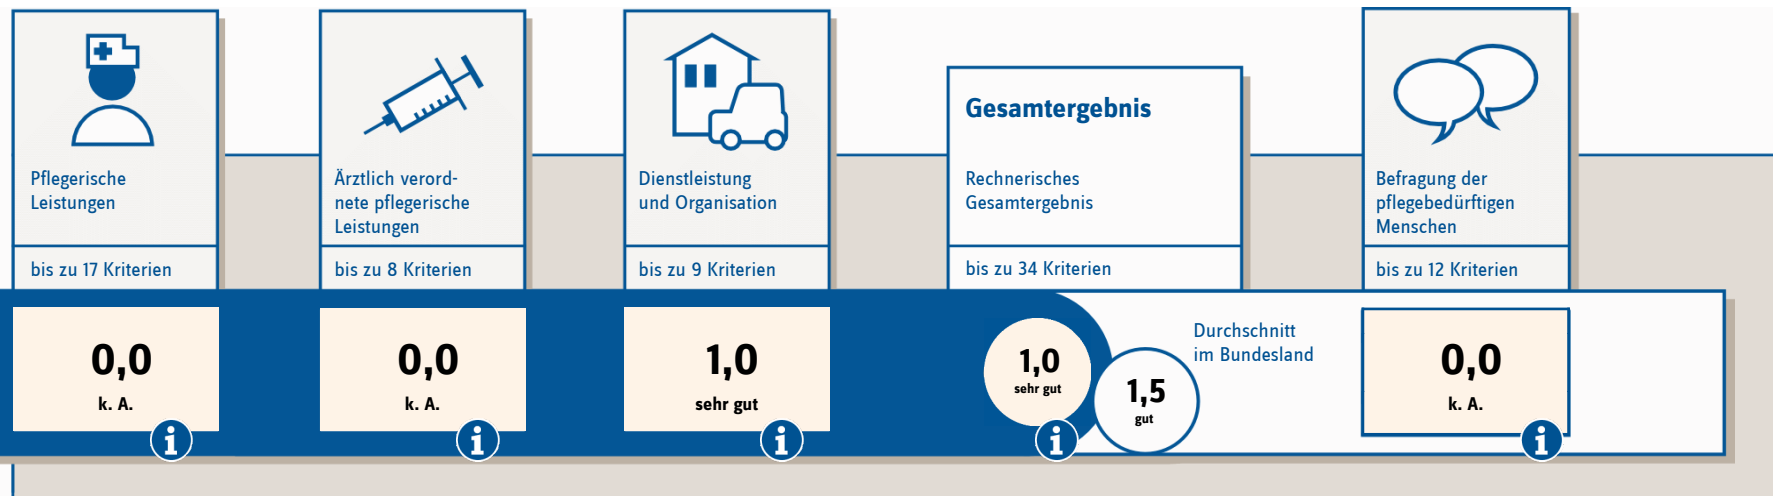 Pflegerische
Leistungen
bis zu 17 Kriterien
0,0
k. A.
Ärztlich verord-
nete pflegerische
Leistungen
bis zu 8 Kriterien
0,0
k. A.
Dienstleistung
und Organisation
bis zu 9 Kriterien
1,0
sehr gut
Gesamtergebnis
Rechnerisches
Gesamtergebnis
bis zu 34 Kriterien
1,0
sehr gut
1,5
gut
Durchschnitt
im Bundesland
Befragung der
pflegebedürftigen
Menschen
bis zu 12 Kriterien
0,0
k. A.